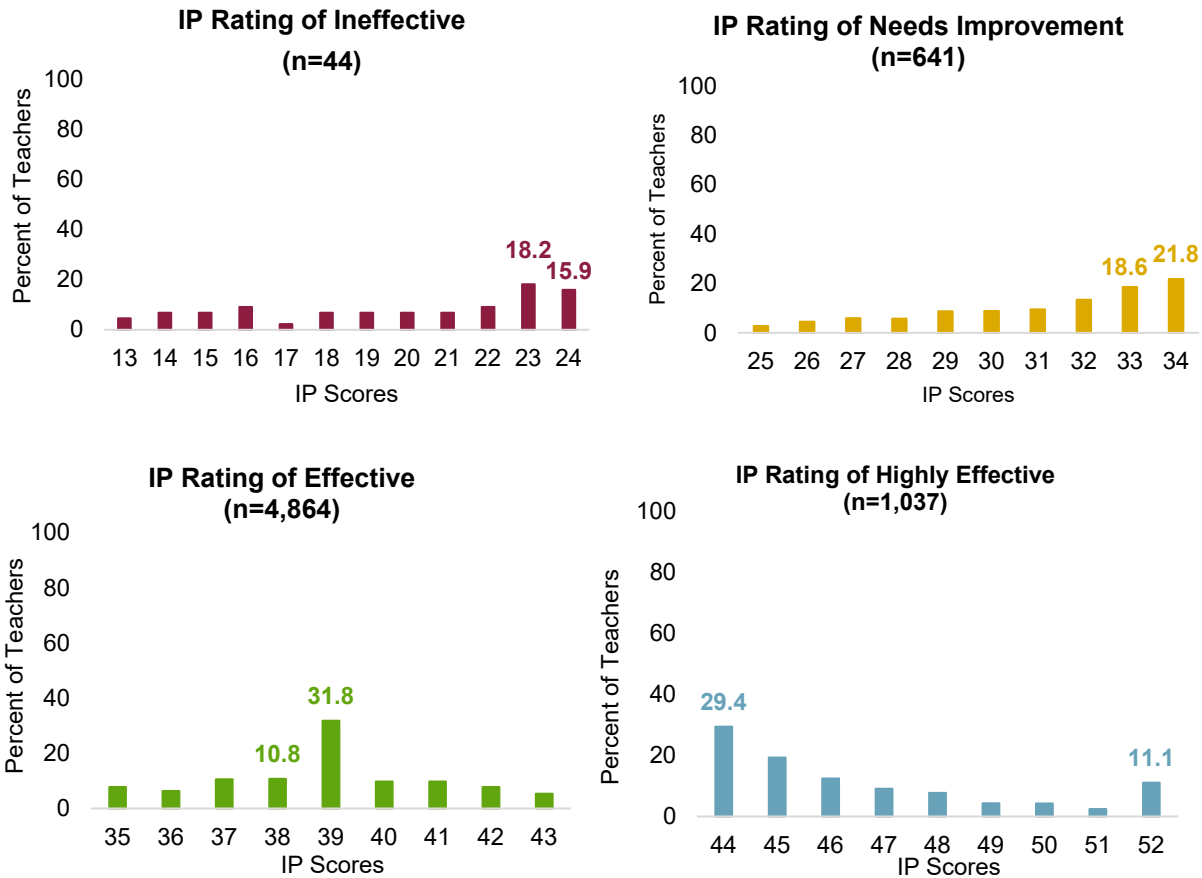 IP Rating of Ineffective
(n=44)
Percent of Teachers
100
80
60
40
20
0
18.2
15.9
13 14 15 16 17 18 19 20 21 22 23 24
IP Scores
IP Rating of Needs Improvement
(n=641)
Percent of Teachers
100
80
60
40
20
0
18.6
21.8
25 26 27 28 29 30 31 32 33 34
IP Scores
IP Rating of Effective
(n=4,864)
Percent of Teachers
100
80
60
40
20
0
10.8
31.8
35 36 37 38 39 40 41 42 43
IP Scores
IP Rating of Highly Effective
(n=1,037)
Percent of Teachers
100
80
60
40
20
0
29.4
11.1
44 45 46 47 48 49 50 51 52
IP Scores